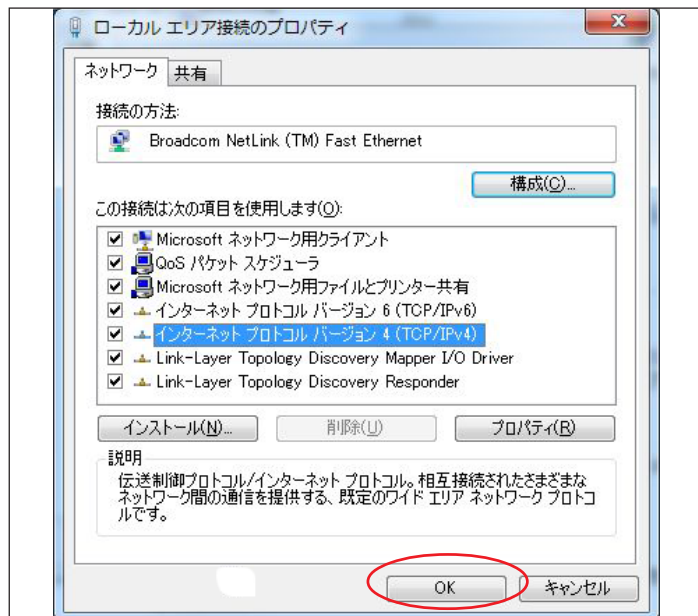 ローカル エリア接続のプロパティ
ネットワーク 共有
接続の方法:
Broadcom NetLink (TM) Fast Ethernet
構成(C)...
この接続は次の項目を使用します(O):
Microsoft ネットワーク用クライアント
QoS パケット スケジューラ
Microsoft ネットワーク用ファイルとプリンター共有
インターネット プロトコル バージョン 6 (TCP/IPv6)
インターネット プロトコル バージョン 4 (TCP/IPv4)
Link-Layer Topology Discovery Mapper I/O Driver
Link-Layer Topology Discovery Responder
インストール(N)... 削除(U) プロパティ(R)
説明
伝送制御プロトコル/インターネット プロトコル。相互接続されたさまざまな
ネットワーク間の通信を提供する、既定のワイド エリア ネットワーク プロトコ
ルです。
OK キャンセル